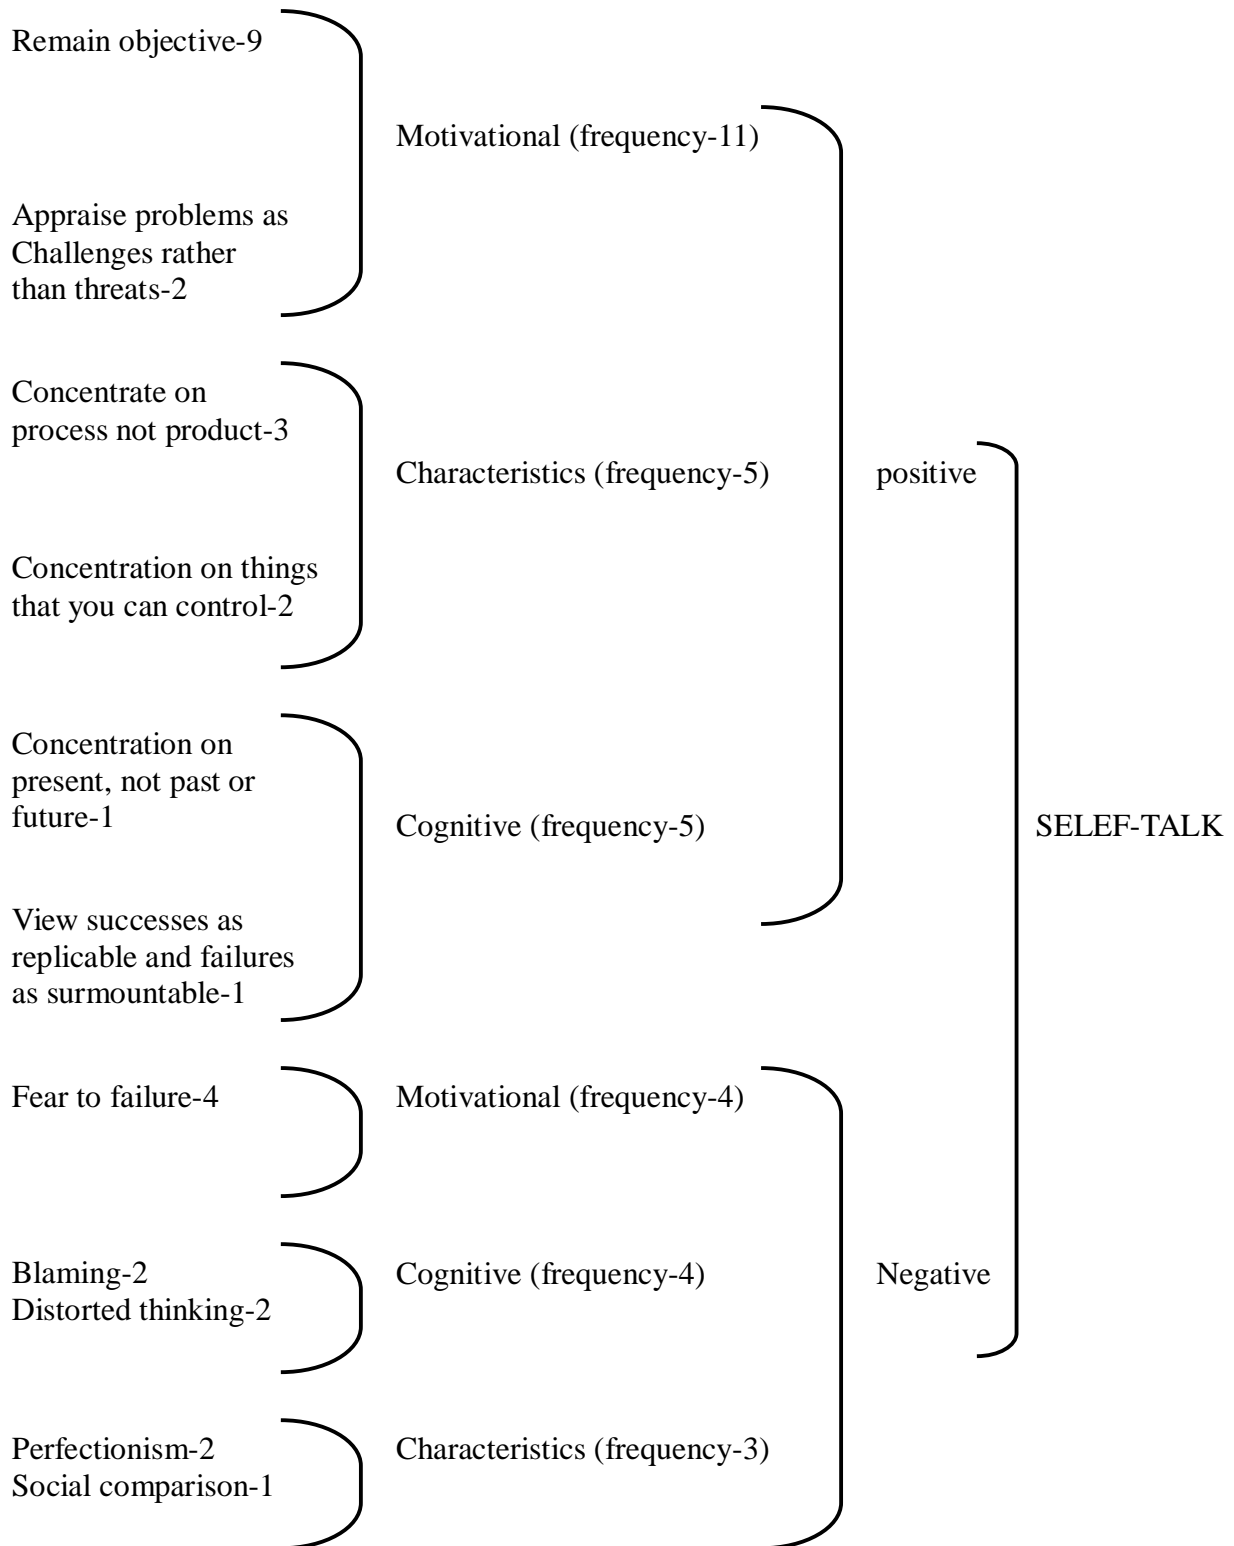 Remain objective-9
Motivational (frequency-11)
Appraise problems as
Challenges rather
than threats-2
Concentrate on
process not product-3
Characteristics (frequency-5)
positive
Concentration on things
that you can control-2
Concentration on
present, not past or
future-1
Cognitive (frequency-5)
SELEF-TALK
View successes as
replicable and failures
as surmountable-1
Fear to failure-4
Motivational (frequency-4)
Blaming-2
Distorted thinking-2
Cognitive (frequency-4)
Negative
Perfectionism-2
Social comparison-1
Characteristics (frequency-3)